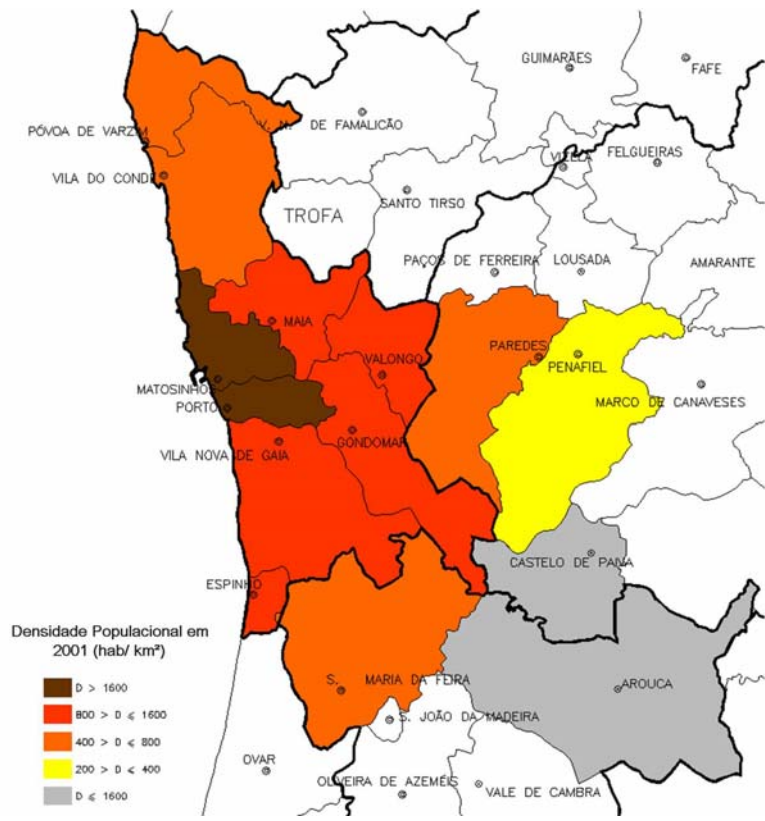 GUIMARÃES
FAFE
PÓVOA DE VARZIM
V. N. DE FAMALICÃO
VILA DO CONDE
VIZELA
FELGUEIRAS
SANTO TIRSO
TROFA
PAÇOS DE FERREIRA
LOUSADA
AMARANTE
MAIA
PAREDES
VALONGO
PENAFIEL
MATOSINHOS
MARCO DE CANAVESES
PORTO
GONDOMAR
VILA NOVA DE GAIA
CASTELO DE PAIVA
ESPINHO
Densidade Populacional em
2001 (hab/ km²)
D > 1600
800 > D ⩽ 1600
400 > D ⩽ 800
200 > D ⩽ 400
D ⩽ 1600
S. MARIA DA FEIRA
AROUCA
S. JOÃO DA MADEIRA
OVAR
OLIVEIRA DE AZEMÉIS
VALE DE CAMBRA